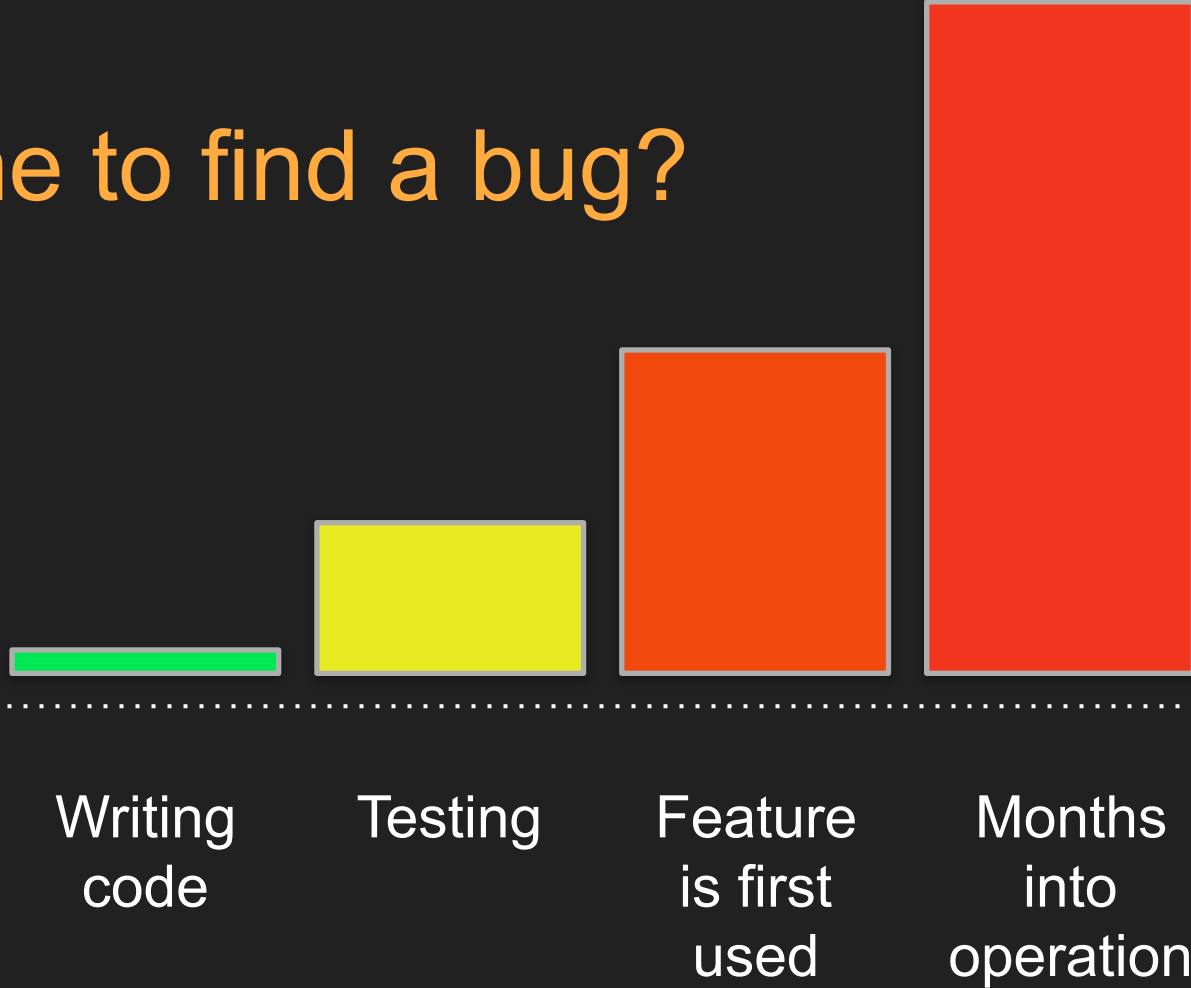 e to find a bug?
Writing
code
Testing
Feature
is first
used
Months
into
operation